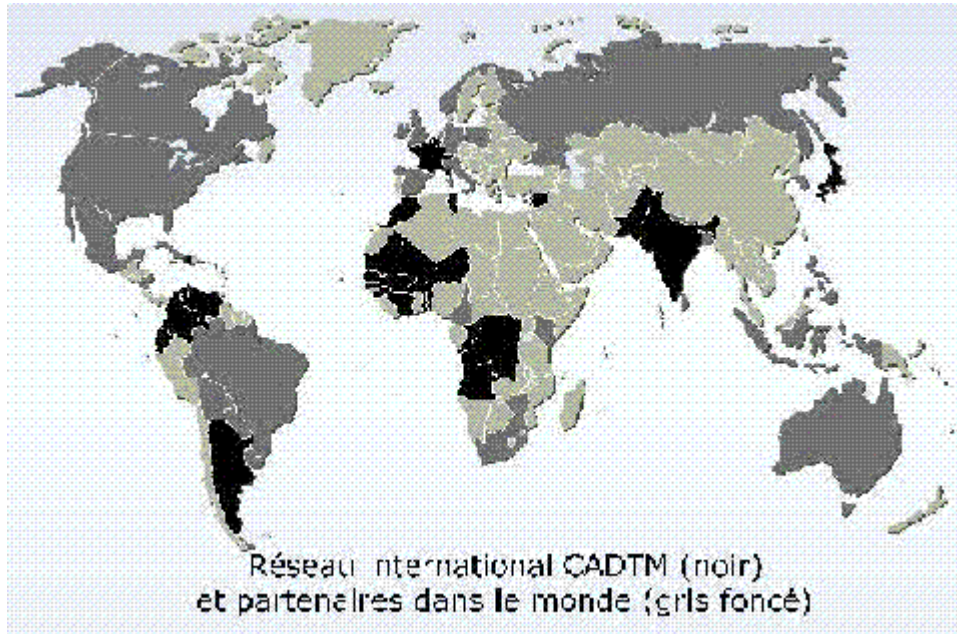 Réseau international CADTM (noir)
et partenaires dans le monde (gris foncé)